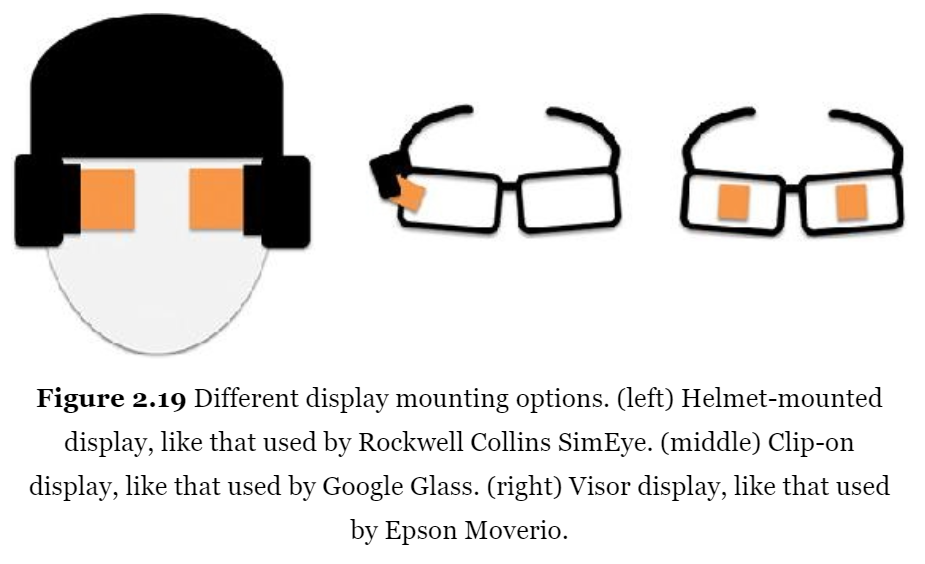 Figure 2.19 Different display mounting options. (left) Helmet-mounted
display, like that used by Rockwell Collins SimEye. (middle) Clip-on
display, like that used by Google Glass. (right) Visor display, like that used
by Epson Moverio.